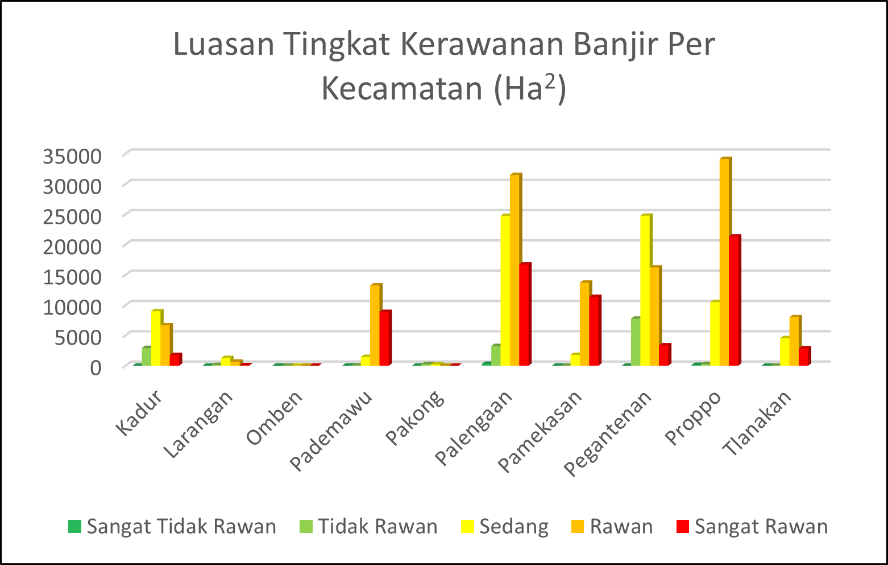 Luasan Tingkat Kerawanan Banjir Per
Kecamatan (Ha²)
35000
30000
25000
20000
15000
10000
5000
0
Kadur
Larangan
Omben
Pademawu
Pakong
Palengaan
Pamekasan
Pegantenan
Proppo
Tlanakan
Sangat Tidak Rawan
Tidak Rawan
Sedang
Rawan
Sangat Rawan